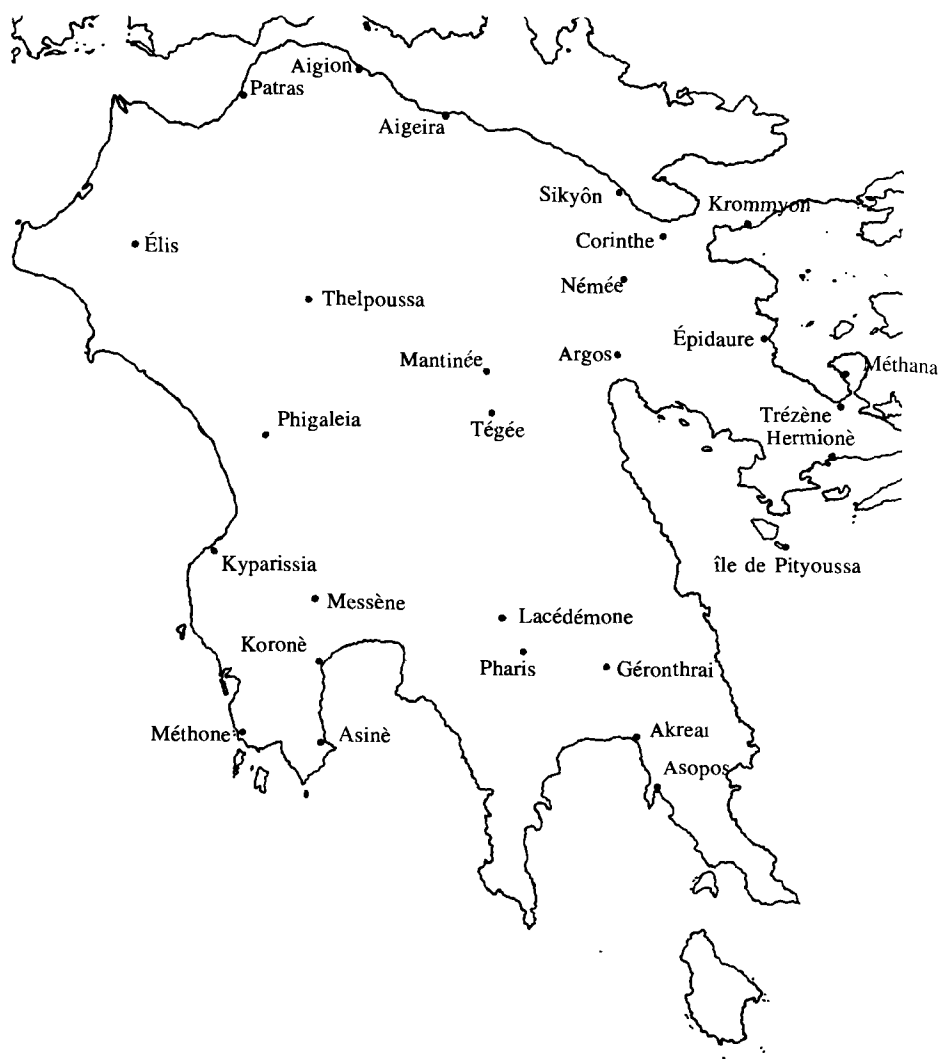 Aigion
Patras
Aigeira
Sikyôn
Krommyon
Corinthe
Élis
Némée
Thelpoussa
Épidaure
Argos
Mantinée
Méthana
Trézène
Phigaleia
Tégée
Hermionè
Kyparissia
île de Pityoussa
Messène
Lacédémone
Koronè
Pharis
Géronthrai
Méthone
Asinè
Akreai
Asopos